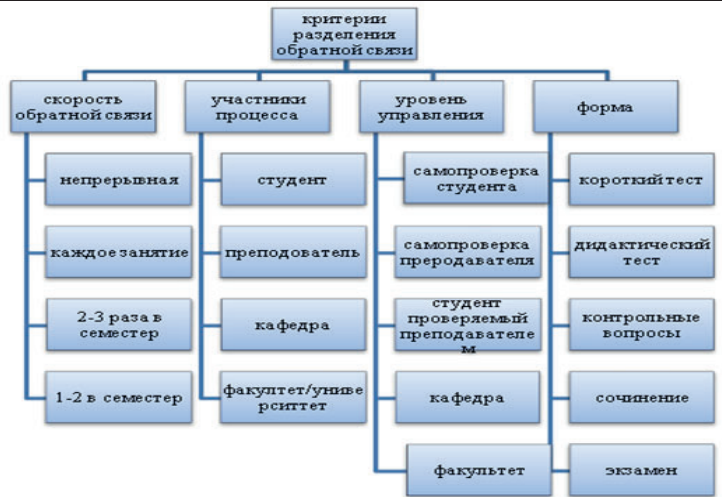 критерии
разделения
обратной связи
скорость
обратной связи
участники
процесса
уровень
управления
форма
непрерывная
студент
самопроверка
студента
короткий тест
каждое занятие
преподователь
самопроверка
преродавателя
дидактический
тест
2-3 раза в
семестер
кафедра
студент
проверяемый
преподавателе
м
контрольные
вопросы
1-2 в семестер
факултет/униве
рситтет
кафедра
сочинение
факультет
экзамен